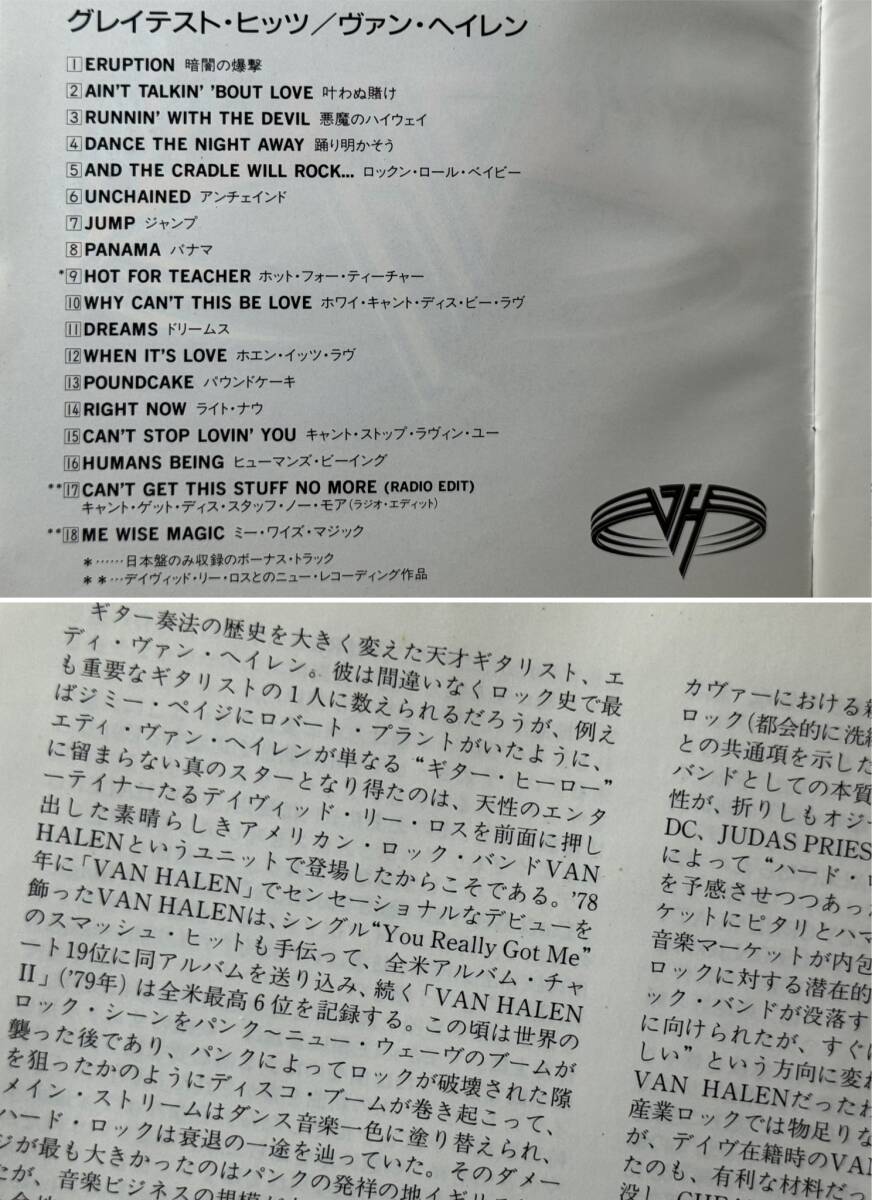 グレイテスト・ヒッツ/ヴァン・ヘイレン
1 ERUPTION 暗闇の爆撃
2 AIN'T TALKIN' 'BOUT LOVE 叶わぬ賭け
3 RUNNIN' WITH THE DEVIL 悪魔のハイウェイ
4 DANCE THE NIGHT AWAY 踊り明かそう
5 AND THE CRADLE WILL ROCK... ロックン・ロール・ベイビー
6 UNCHAINED アンチェインド
7 JUMP ジャンプ
8 PANAMA パナマ
*9 HOT FOR TEACHER ホット・フォー・ティーチャー
10 WHY CAN'T THIS BE LOVE ホワイ・キャント・ディス・ビー・ラヴ
11 DREAMS ドリームス
12 WHEN IT'S LOVE ホエン・イッツ・ラヴ
13 POUNDCAKE パウンドケーキ
14 RIGHT NOW ライト・ナウ
15 CAN'T STOP LOVIN' YOU キャント・ストップ・ラヴィン・ユー
16 HUMANS BEING ヒューマンズ・ビーイング
**17 CAN'T GET THIS STUFF NO MORE (RADIO EDIT)
キャント・ゲット・ディス・スタッフ・ノー・モア(ラジオ・エディット)
**18 ME WISE MAGIC ミー・ワイズ・マジック
*……日本盤のみ収録のボーナス・トラック
**…デイヴィッド・リー・ロスとのニュー・レコーディング作品
VH
ギター奏法の歴史を大きく変えた天才ギタリスト、エ
ディ・ヴァン・ヘイレン。彼は間違いなくロック史で最
も重要なギタリストの1人に数えられるだろうが、例え
ばジミー・ペイジにロバート・プラントがいたように、
エディ・ヴァン・ヘイレンが単なる“ギター・ヒーロー”
に留まらない真のスターとなり得たのは、天性のエンタ
ーテイナーたるデイヴィッド・リー・ロスを前面に押し
出した素晴らしきアメリカン・ロック・バンドVAN
HALENというユニットで登場したからこそである。'78
年に「VAN HALEN」でセンセーショナルなデビューを
飾ったVAN HALENは、シングル“You Really Got Me”
のスマッシュ・ヒットも手伝って、全米アルバム・チャ
ート19位に同アルバムを送り込み、続く「VAN HALEN
II」('79年)は全米最高6位を記録する。この頃は世界の
ロック・シーンをパンク〜ニュー・ウェーヴのブームが
襲った後であり、パンクによってロックが破壊された隙
を狙ったかのようにディスコ・ブームが巻き起こって、
メイン・ストリームはダンス音楽一色に塗り替えられ、
ハード・ロックは衰退の一途を辿っていた。そのダメー
ジが最も大きかったのはパンクの発祥の地イギリス
たが、音楽ビジネスの規模が
カヴァーにおける
ロック(都会的に洗
との共通項を示した
バンドとしての本質
性が、折りしもオジ
DC、JUDAS PRIES
によって“ハード・
を予感させつつあっ
ケットにピタリとハマ
音楽マーケットが内包
ロックに対する潜在的
ック・バンドが没落す
に向けられたが、すぐ
しい”という方向に変
VAN HALENだったわ
産業ロックでは物足りな
が、デイヴ在籍時のVAN
たのも、有利な材料だっ
没し、